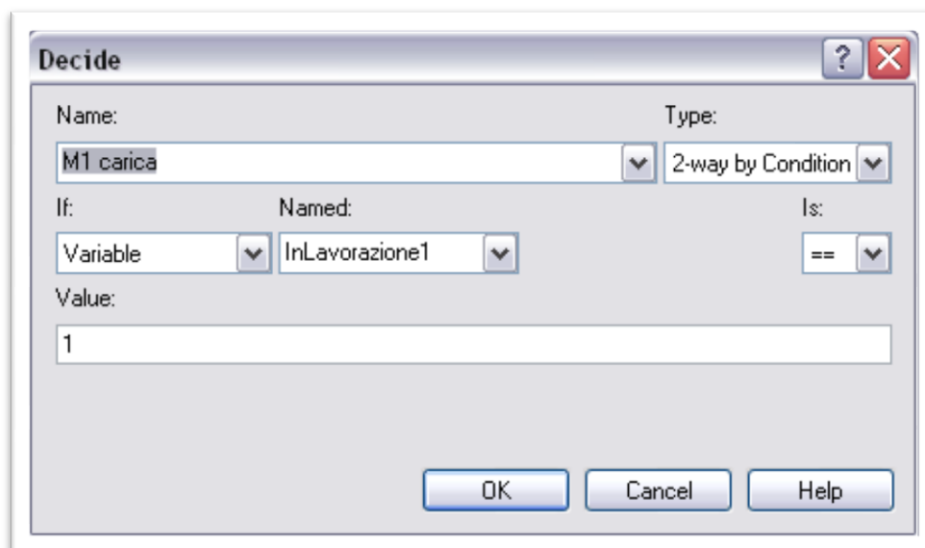 Decide
Name: Type:
M1 carica 2-way by Condition
If: Named: Is:
Variable InLavorazione1 ==
Value:
1
OK Cancel Help